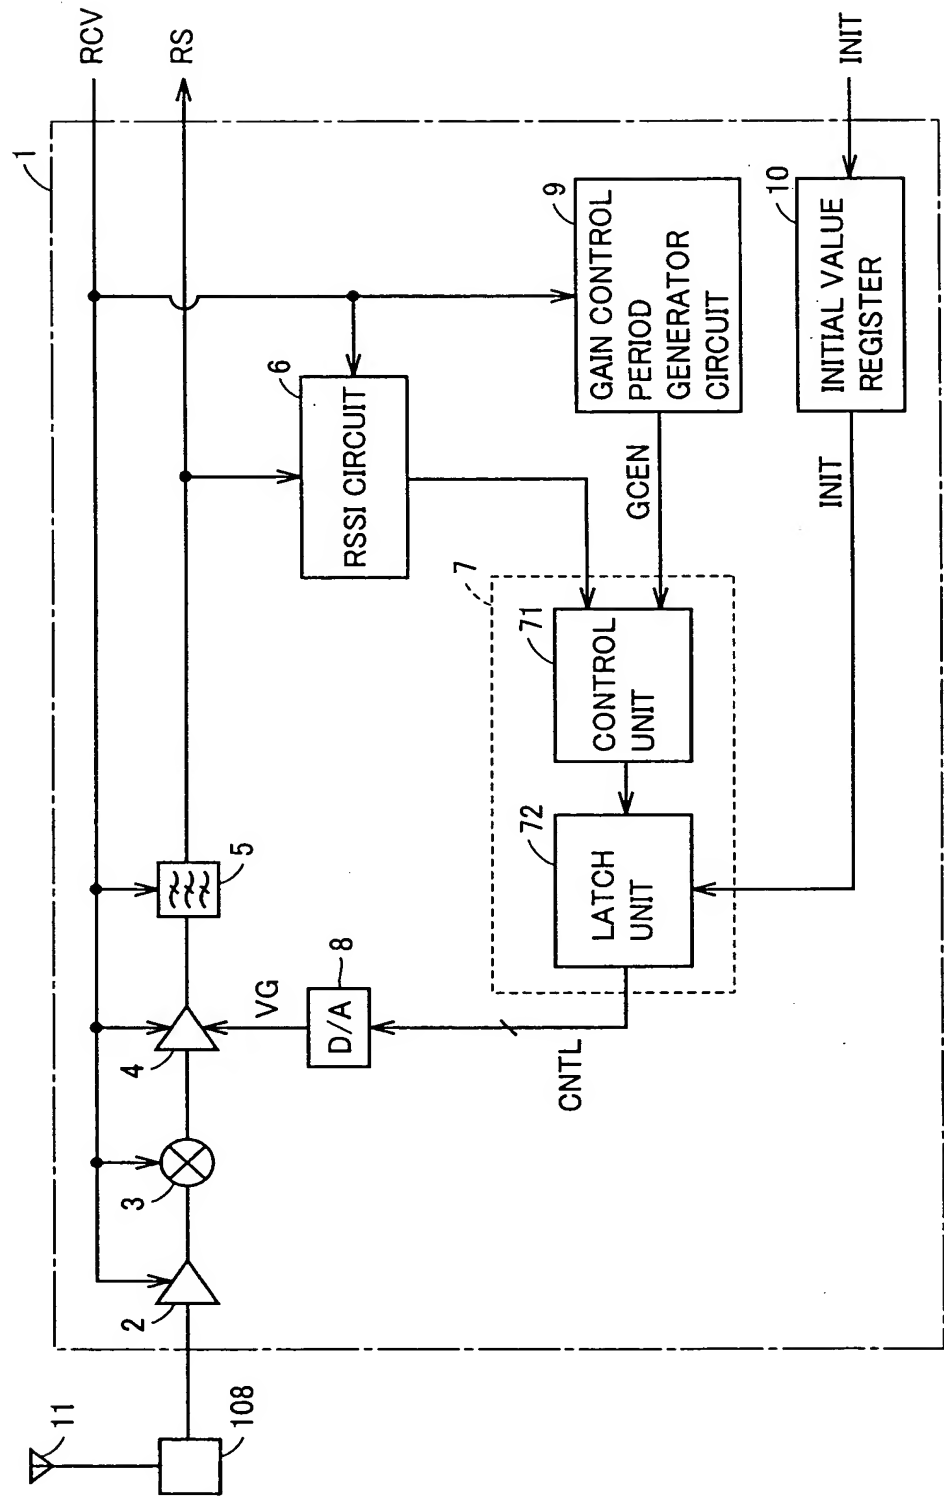 11
108
1
RCV
RS
2
3
4
5
VG
8
D/A
CNTL
6
RSSI CIRCUIT
7
72
LATCH
UNIT
71
CONTROL
UNIT
GCEN
9
GAIN CONTROL
PERIOD
GENERATOR
CIRCUIT
10
INITIAL VALUE
REGISTER
INIT
INIT